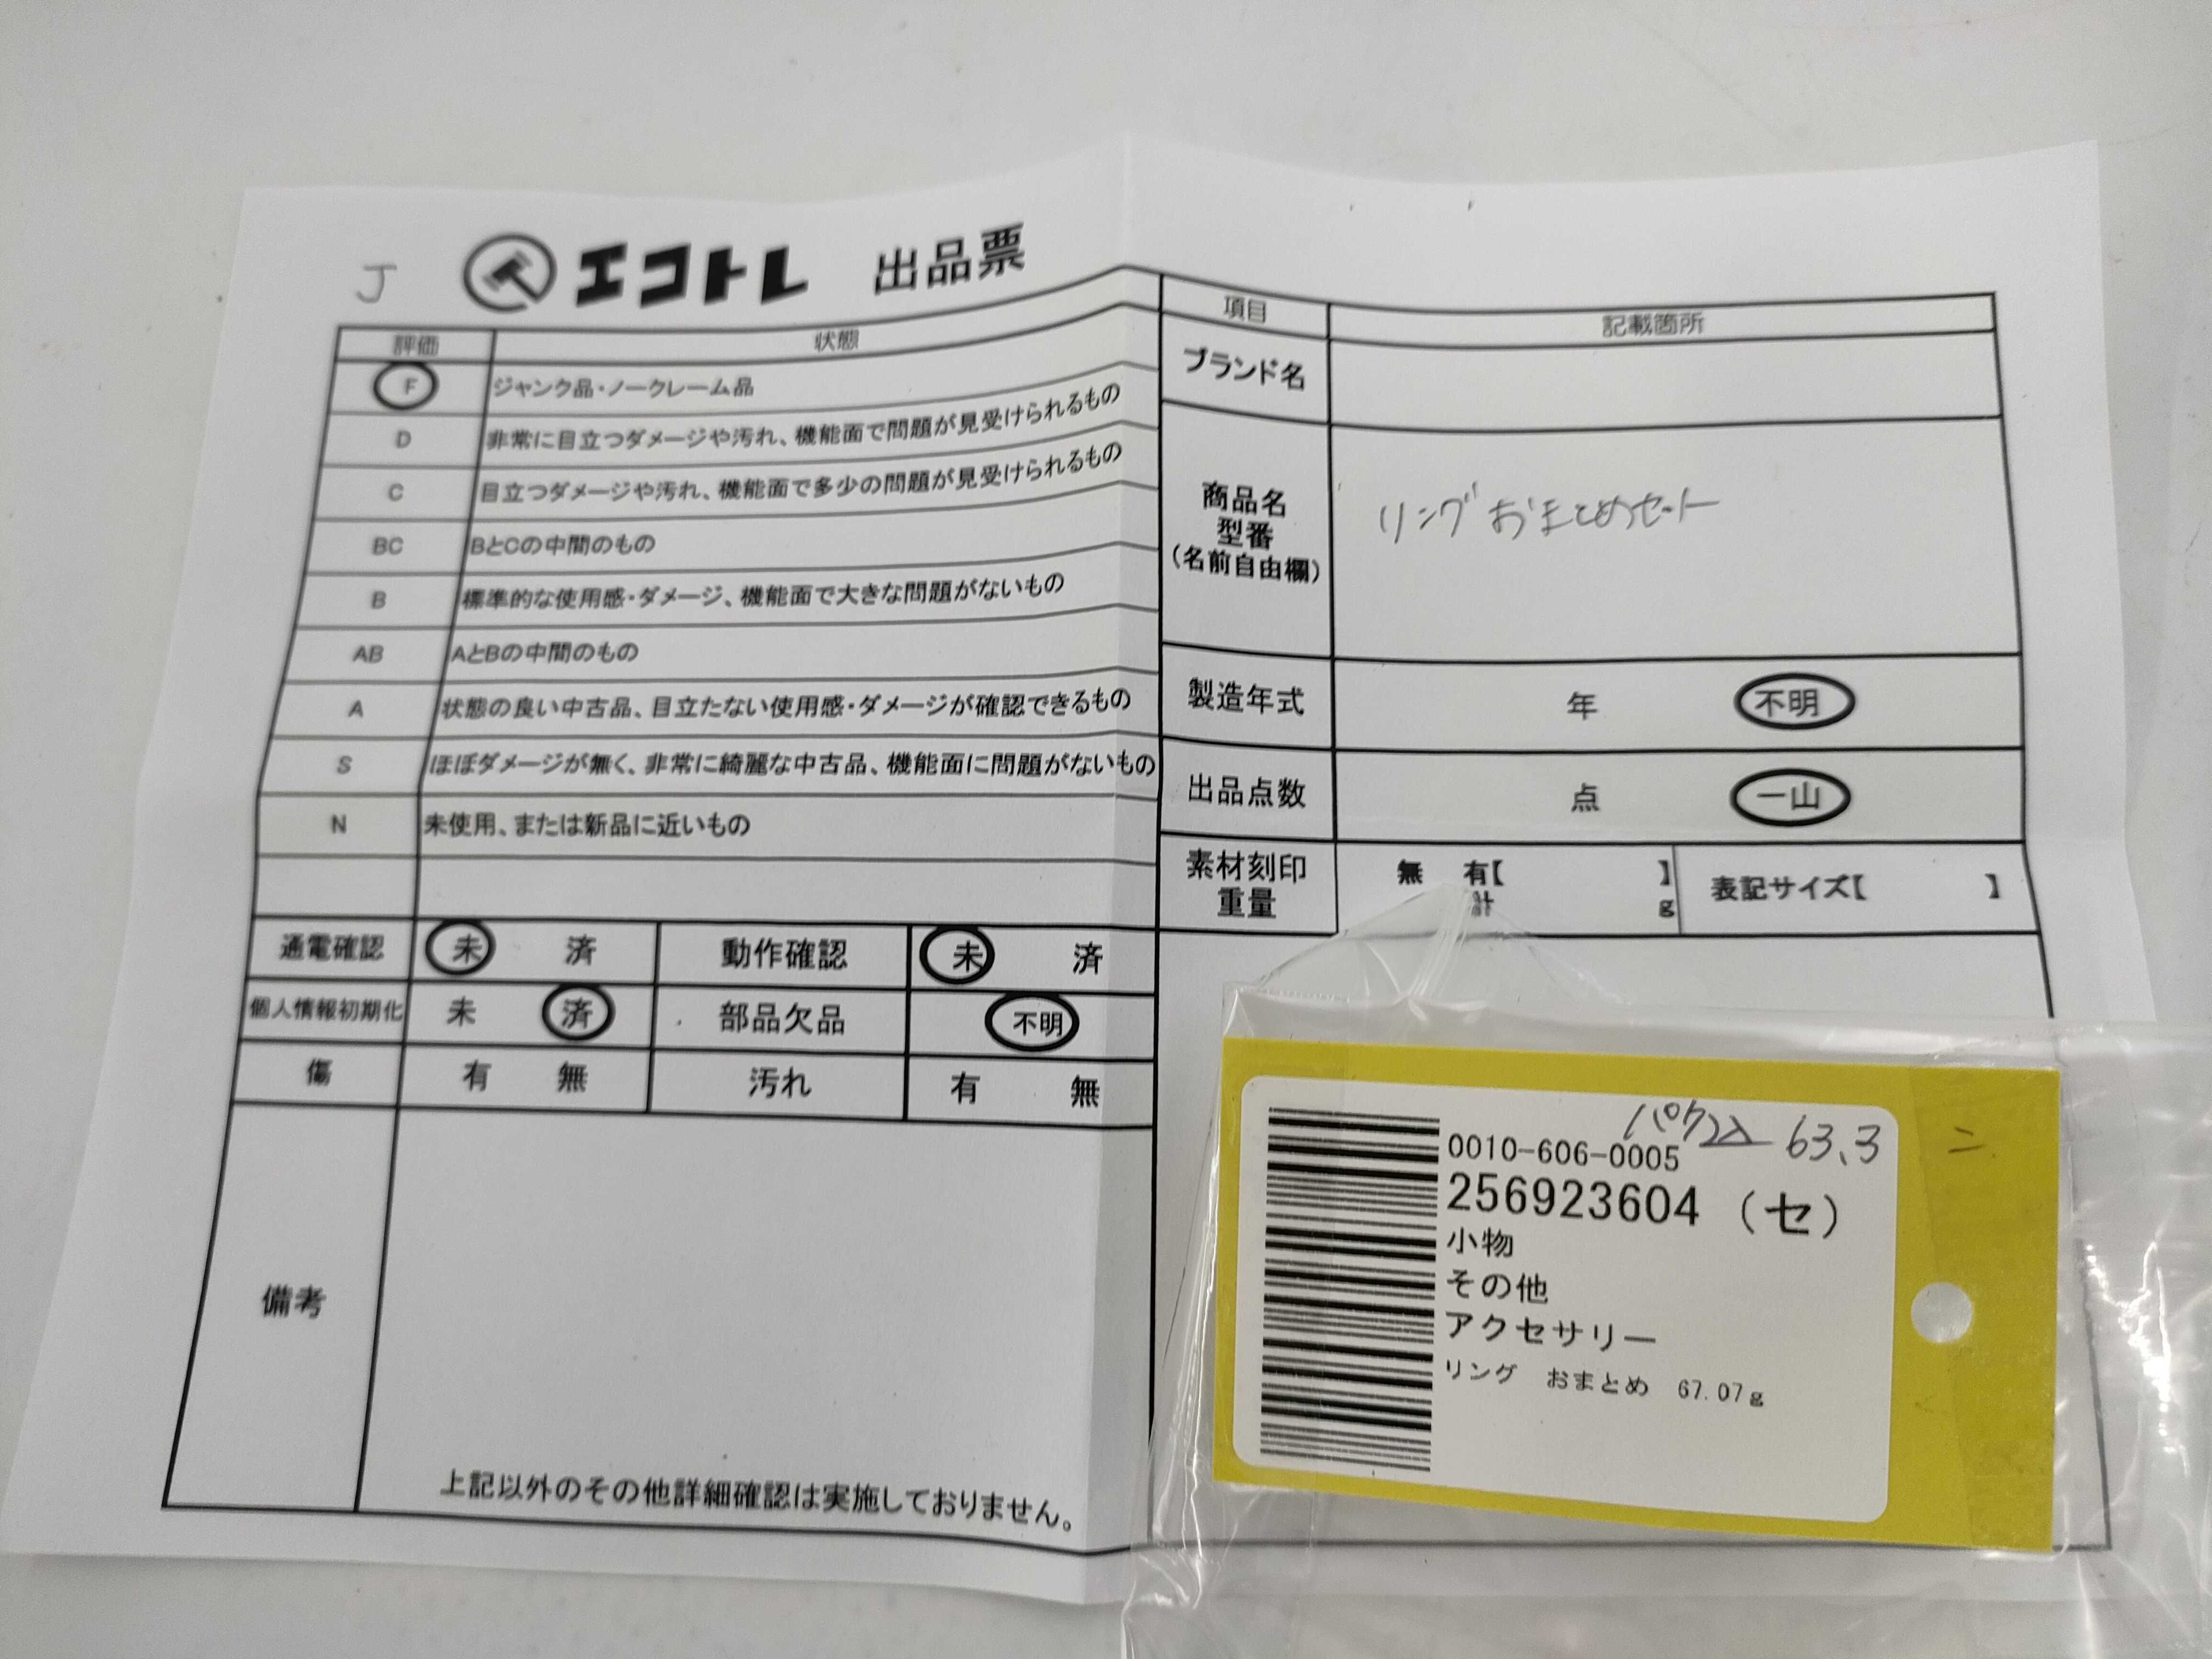 J
エコトレ 出品票
評価 状態
F ジャンク品・ノークレーム品
D 非常に目立つダメージや汚れ、機能面で問題が見受けられるもの
C 目立つダメージや汚れ、機能面で多少の問題が見受けられるもの
BC BとCの中間のもの
B 標準的な使用感・ダメージ、機能面で大きな問題がないもの
AB AとBの中間のもの
A 状態の良い中古品、目立たない使用感・ダメージが確認できるもの
S ほぼダメージが無く、非常に綺麗な中古品、機能面に問題がないもの
N 未使用、または新品に近いもの
通電確認 未 済 動作確認 未 済
個人情報初期化 未 済 部品欠品 不明
傷 有 無 汚れ 有 無
備考
上記以外のその他詳細確認は実施しておりません。
項目 記載箇所
ブランド名
商品名
型番
(名前自由欄)
リングおまとめセット
製造年式 年 不明
出品点数 点 一山
素材刻印
重量
無 有【 】
計 g
表記サイズ【 】
パケ込 63.3
ニ
0010-606-0005
256923604 (セ)
小物
その他
アクセサリー
リング おまとめ 67.07g